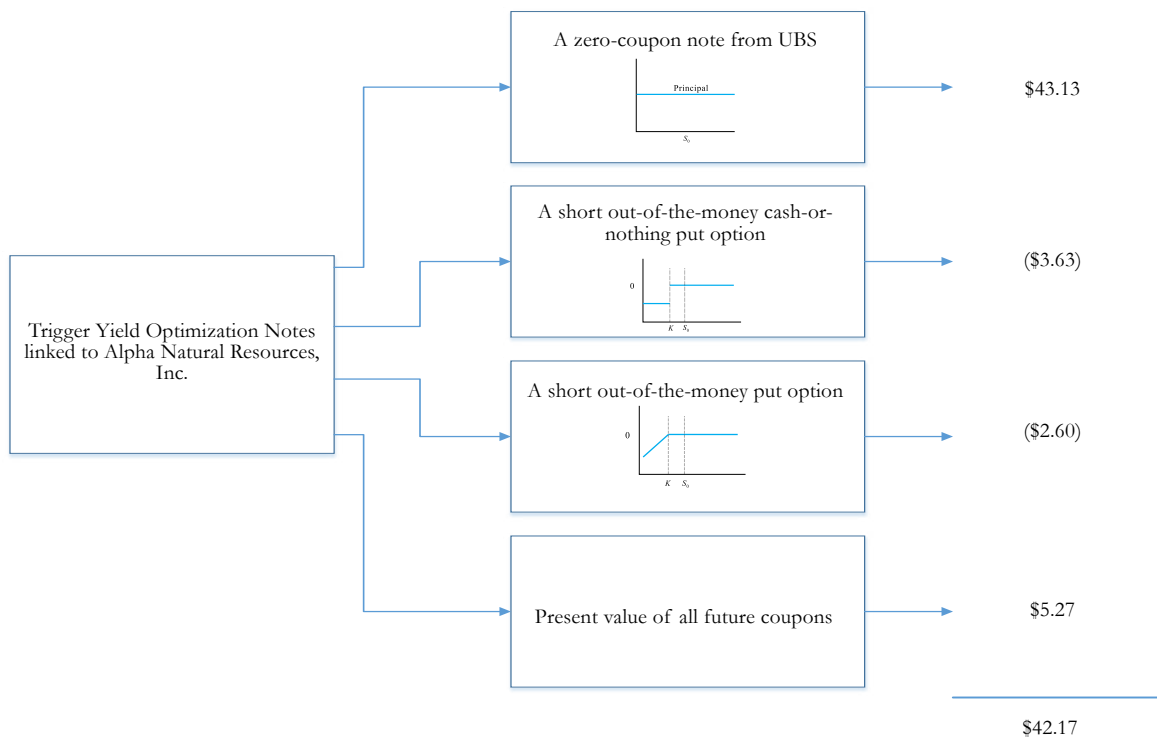 A zero-coupon note from UBS
Principal
S0
$43.13
A short out-of-the-money cash-or-
nothing put option
0
K S0
($3.63)
Trigger Yield Optimization Notes
linked to Alpha Natural Resources,
Inc.
A short out-of-the-money put option
0
K S0
($2.60)
Present value of all future coupons
$5.27
$42.17